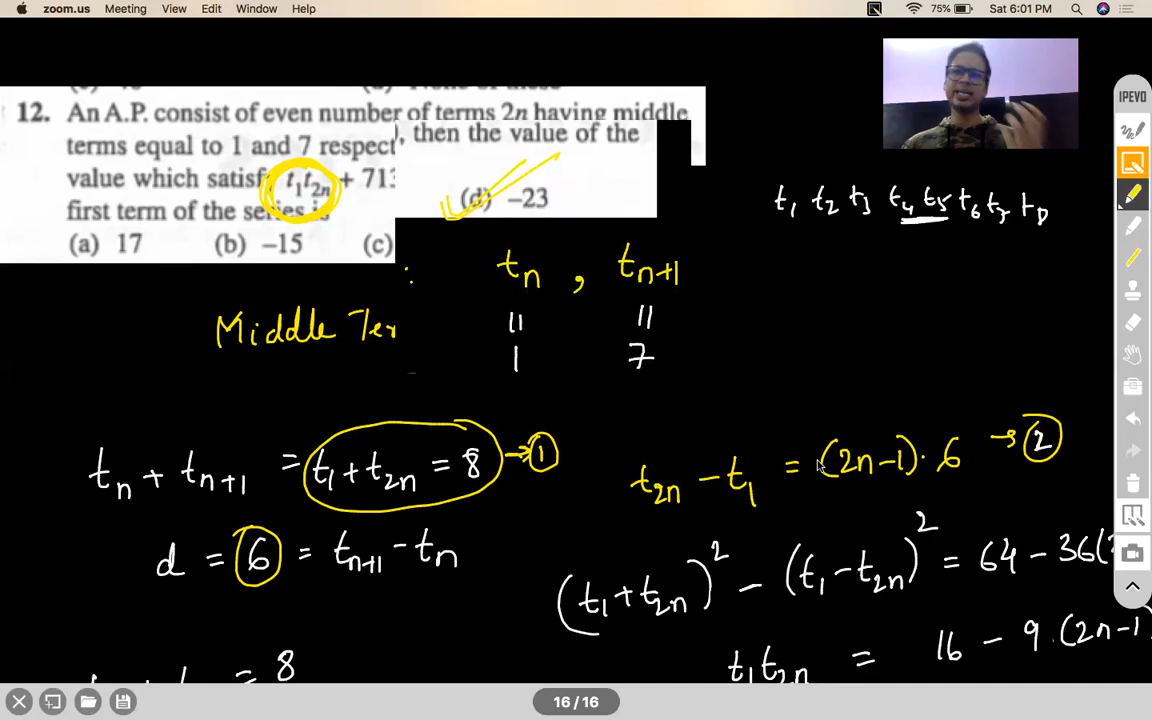 zoom.us Meeting View Edit Window Help 75% Sat 6:01 PM
12. An A.P. consist of even number of terms 2n having middle
terms equal to 1 and 7 respect , then the value of the
value which satisf t₁t₂ₙ + 713 (d) –23
first term of the series is
(a) 17 (b) –15 (c)
t₁ t₂ t₃ t₄ t₅ t₆ t₇ t₈
: tₙ , tₙ₊₁
Middle Ter
|| ||
1 7
tₙ + tₙ₊₁ = t₁ + t₂ₙ = 8 → ①
t₂ₙ – t₁ = (2n–1)· 6 → ②
d = 6 = tₙ₊₁ – tₙ
(t₁+t₂ₙ)² – (t₁–t₂ₙ)² = 64 – 36(
= 8
t₁t₂ₙ = 16 – 9·(2n–1)
IPEVO
16 / 16